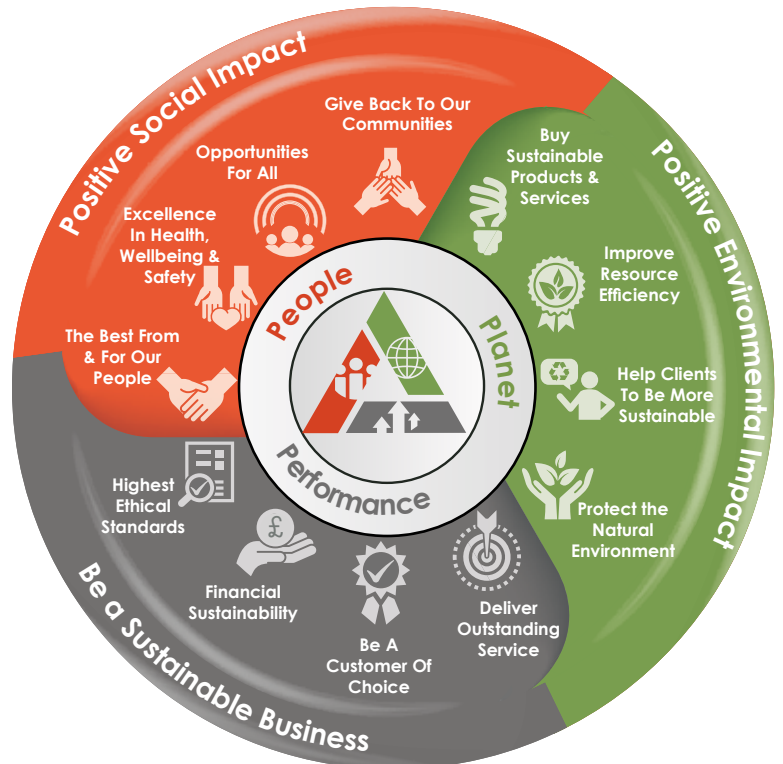 Positive Social Impact
Give Back To Our
Communities
Opportunities
For All
Excellence
In Health,
Wellbeing &
Safety
The Best From
& For Our
People
Positive Environmental Impact
Buy
Sustainable
Products &
Services
Improve
Resource
Efficiency
Help Clients
To Be More
Sustainable
Protect the
Natural
Environment
Be a Sustainable Business
Highest
Ethical
Standards
£
Financial
Sustainability
Be A
Customer Of
Choice
Deliver
Outstanding
Service
People
Planet
Performance